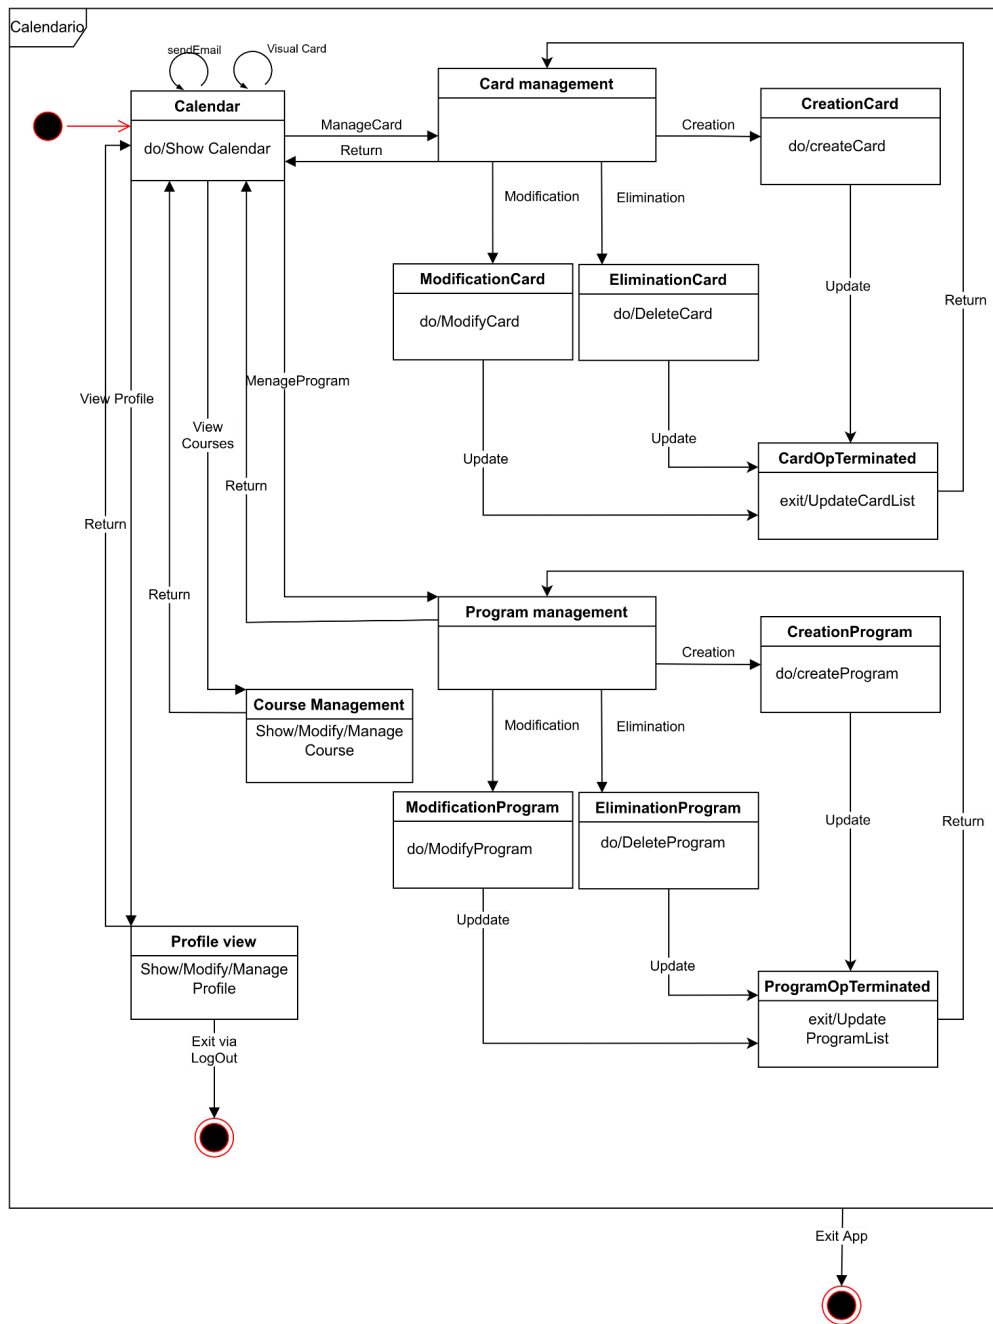 Calendario
sendEmail
Visual Card
Calendar
do/Show Calendar
ManageCard
Return
Card management
Creation
CreationCard
do/createCard
Modification
Elimination
ModificationCard
do/ModifyCard
EliminationCard
do/DeleteCard
Update
Return
MenageProgram
View Profile
View
Courses
Update
Update
CardOpTerminated
exit/UpdateCardList
Return
Return
Return
Program management
Creation
CreationProgram
do/createProgram
Course Management
Show/Modify/Manage
Course
Modification
Elimination
ModificationProgram
do/ModifyProgram
EliminationProgram
do/DeleteProgram
Update
Return
Upddate
Update
Profile view
Show/Modify/Manage
Profile
ProgramOpTerminated
exit/Update
ProgramList
Exit via
LogOut
Exit App